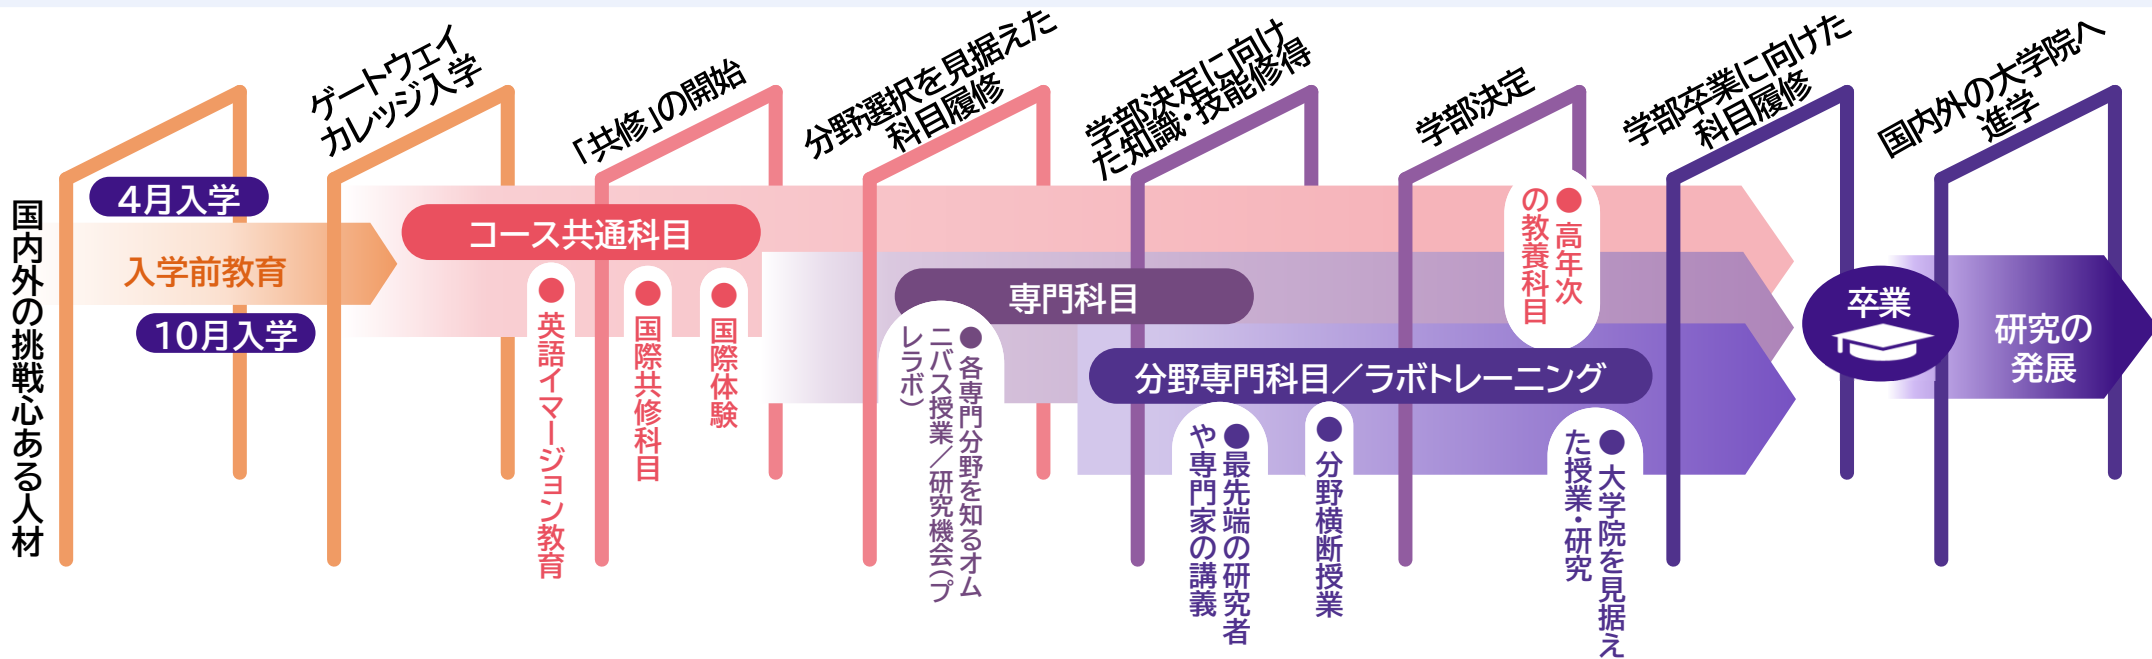 国内外の挑戦心ある人材
4月入学
入学前教育
10月入学
ゲートウェイ
カレッジ入学
「共修」の開始
分野選択を見据えた
科目履修
学部決定に向け
た知識・技能修得
学部決定
学部卒業に向けた
科目履修
国内外の大学院へ
進学
コース共通科目
● 英語イマージョン教育
● 国際共修科目
● 国際体験
専門科目
● 各専門分野を知るオム
ニバス授業／研究機会（プ
レラボ）
● 高年次
の教養科目
分野専門科目／ラボトレーニング
● 最先端の研究者
や専門家の講義
● 分野横断授業
● 大学院を見据え
た授業・研究
卒業
研究の
発展